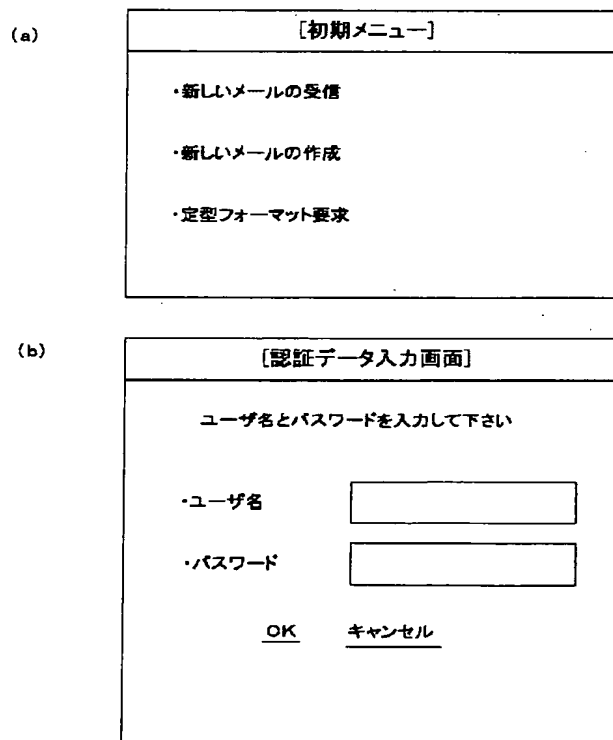 (a)
[初期メニュー]
・新しいメールの受信
・新しいメールの作成
・定型フォーマット要求
(b)
[認証データ入力画面]
ユーザ名とパスワードを入力して下さい
・ユーザ名
・パスワード
OK キャンセル